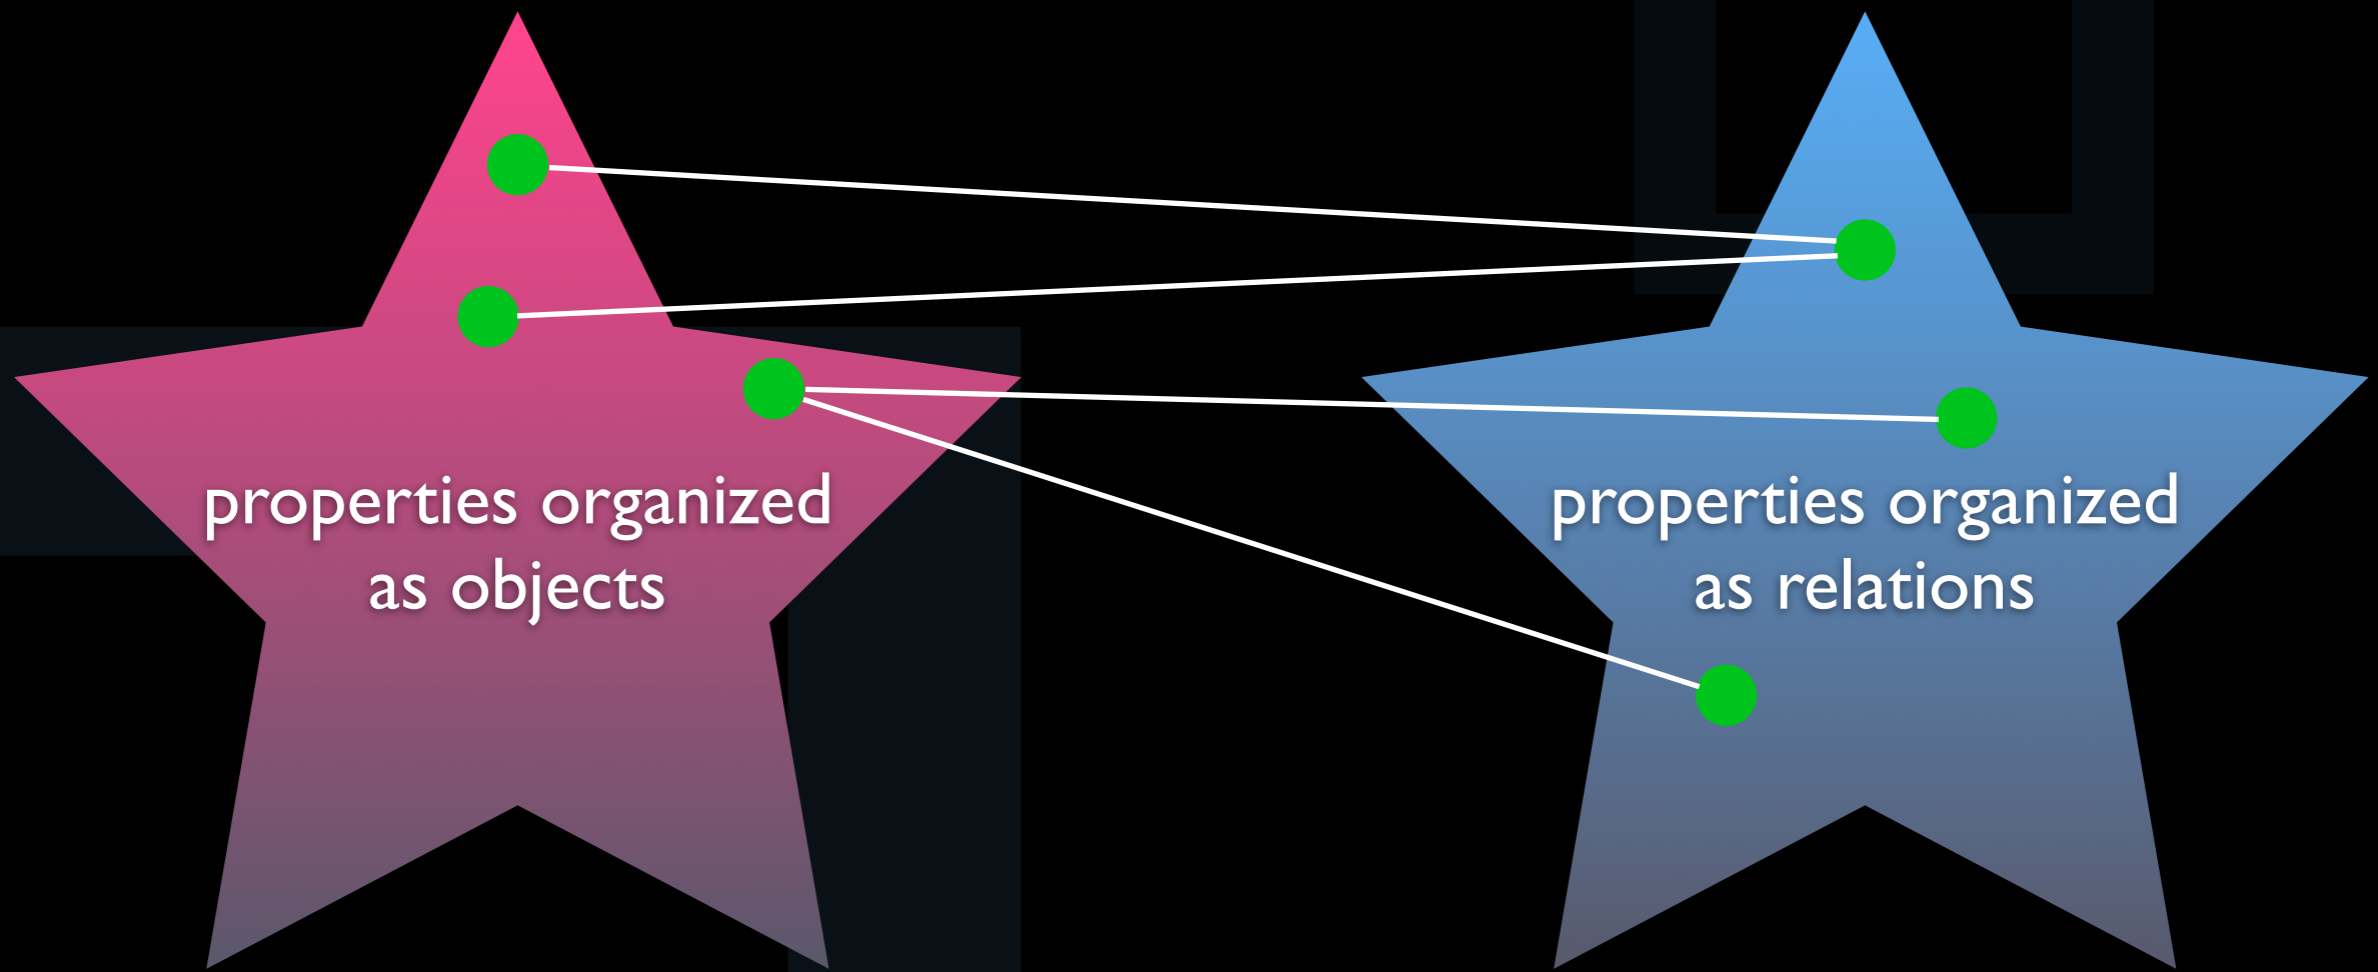 properties organized
as objects
properties organized
as relations